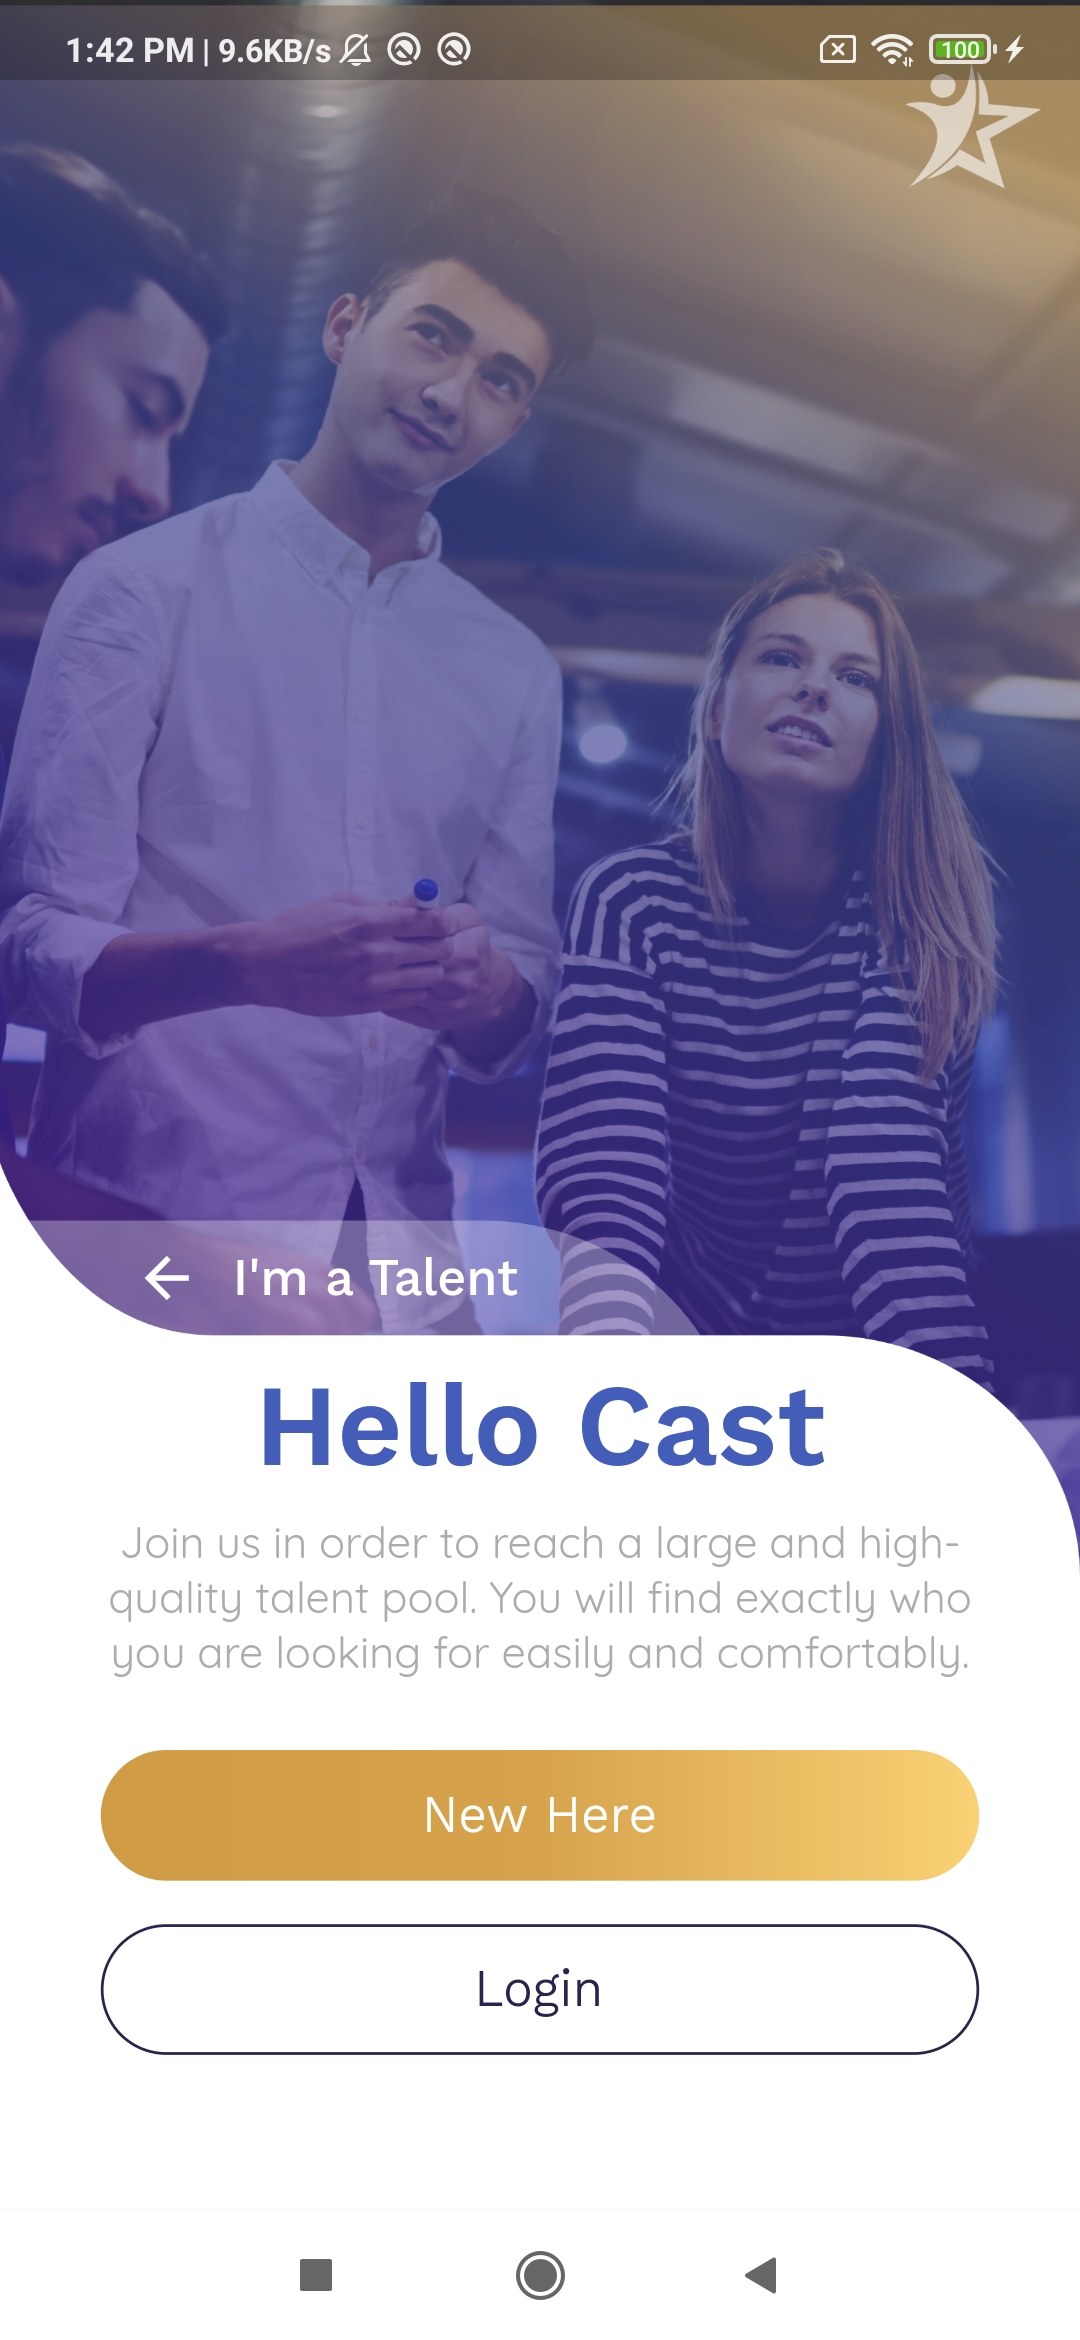 1:42 PM | 9.6KB/s
100
I'm a Talent
Hello Cast
Join us in order to reach a large and high-
quality talent pool. You will find exactly who
you are looking for easily and comfortably.
New Here
Login